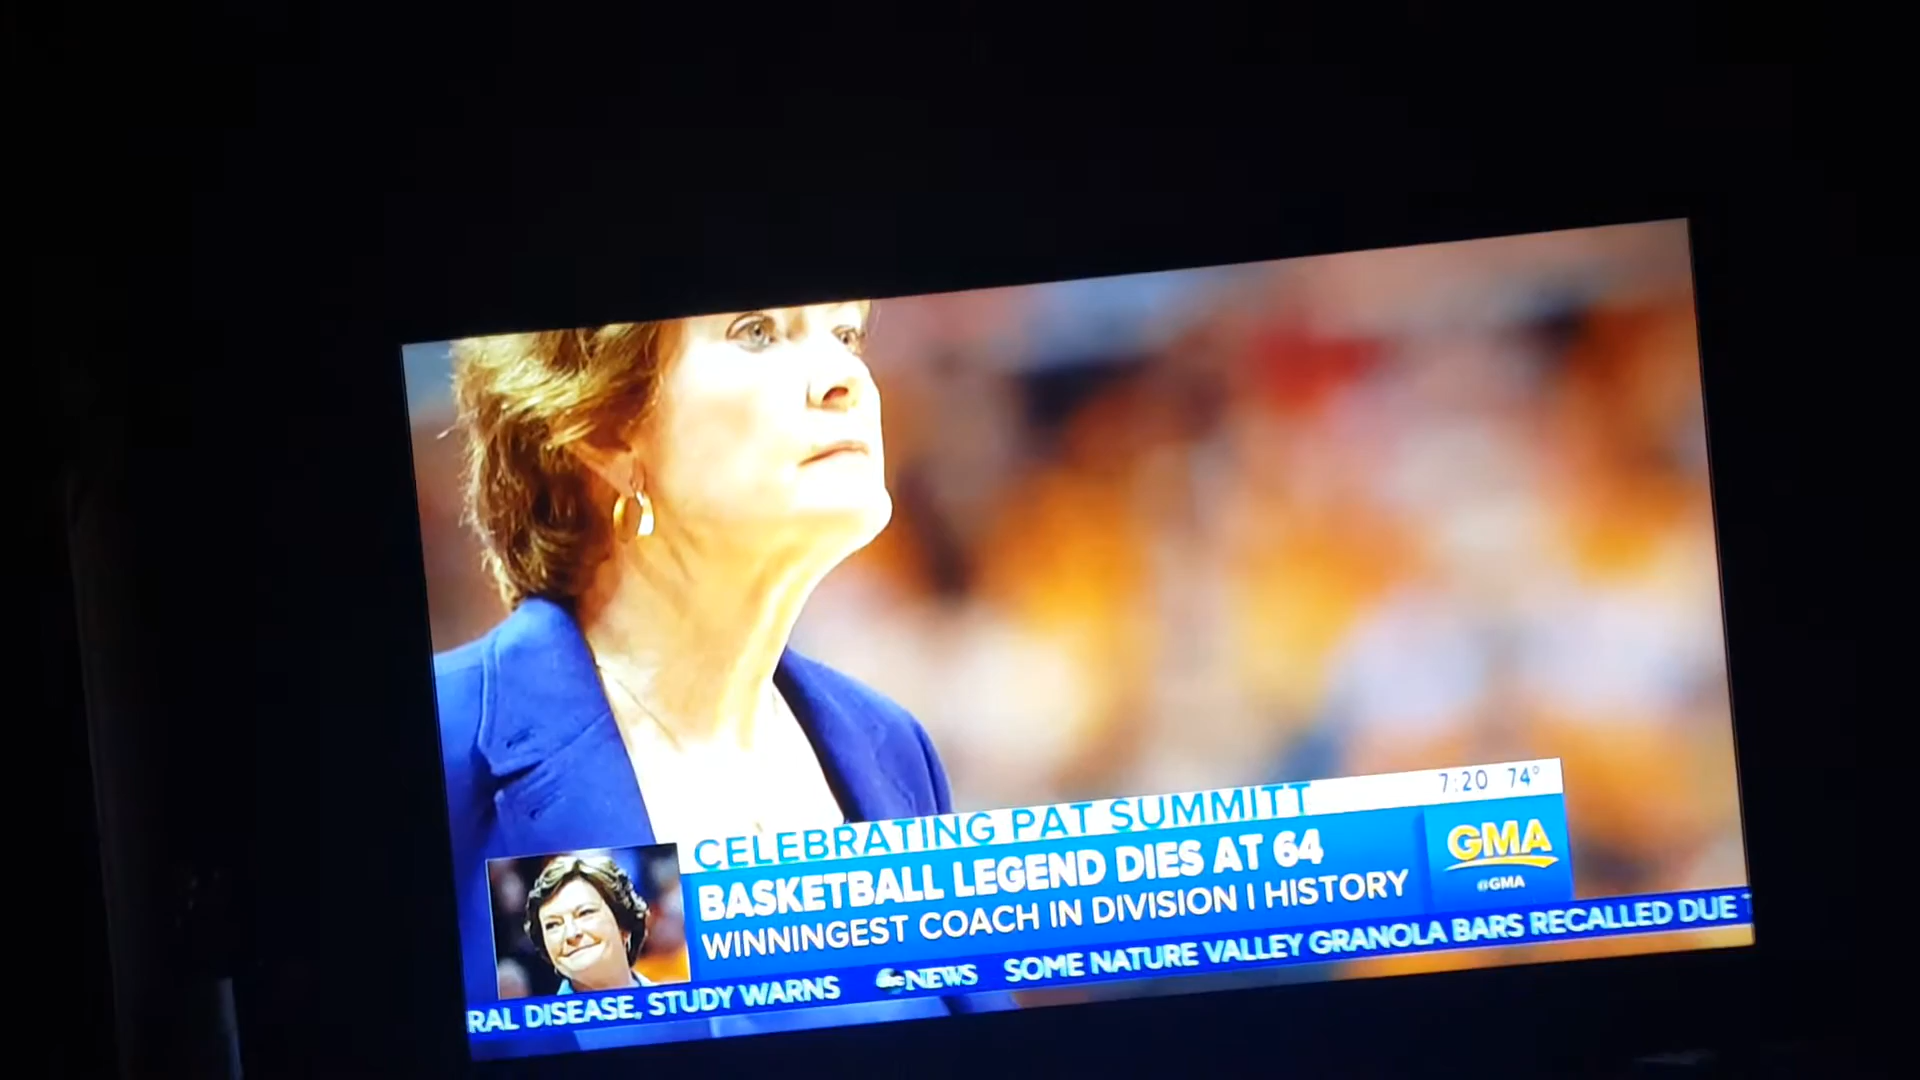 CELEBRATING PAT SUMMITT
7:20 74°
BASKETBALL LEGEND DIES AT 64
WINNINGEST COACH IN DIVISION I HISTORY
GMA
@GMA
RAL DISEASE, STUDY WARNS abc NEWS SOME NATURE VALLEY GRANOLA BARS RECALLED DUE